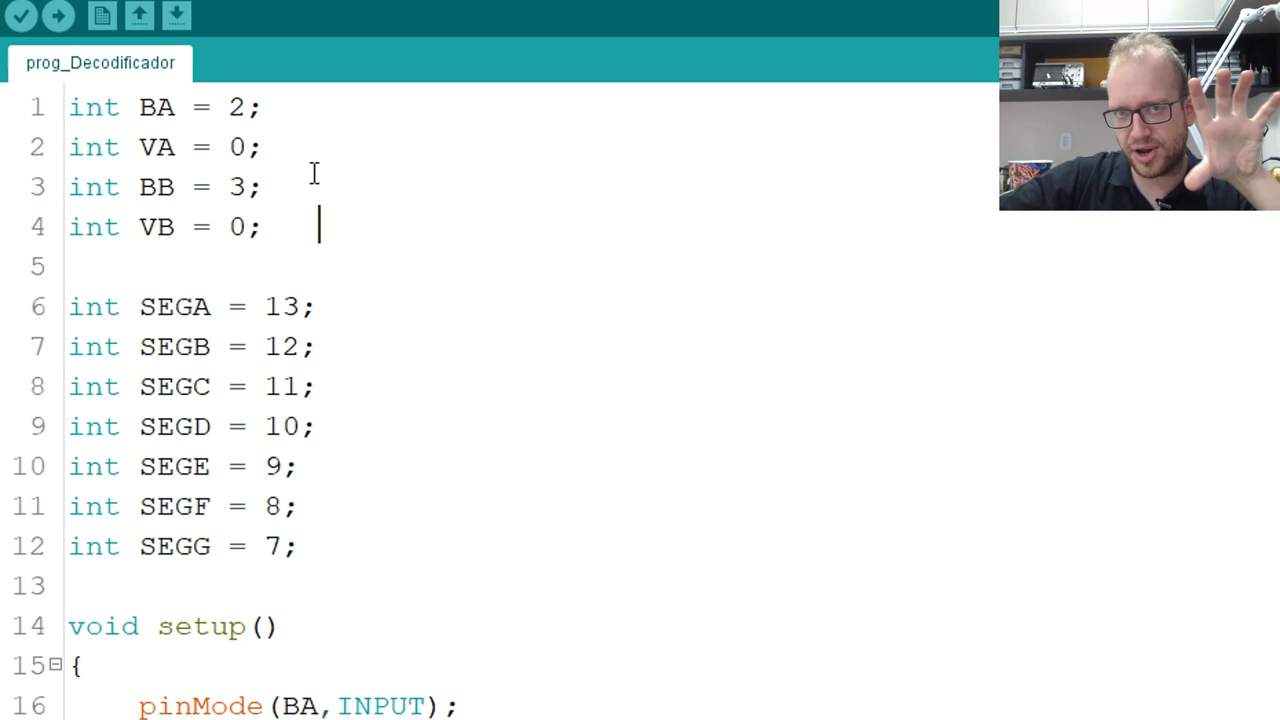 prog_Decodificador
1 int BA = 2;
2 int VA = 0;
3 int BB = 3;
4 int VB = 0;
5
6 int SEGA = 13;
7 int SEGB = 12;
8 int SEGC = 11;
9 int SEGD = 10;
10 int SEGE = 9;
11 int SEGF = 8;
12 int SEGG = 7;
13
14 void setup()
15 {
16 pinMode(BA,INPUT);